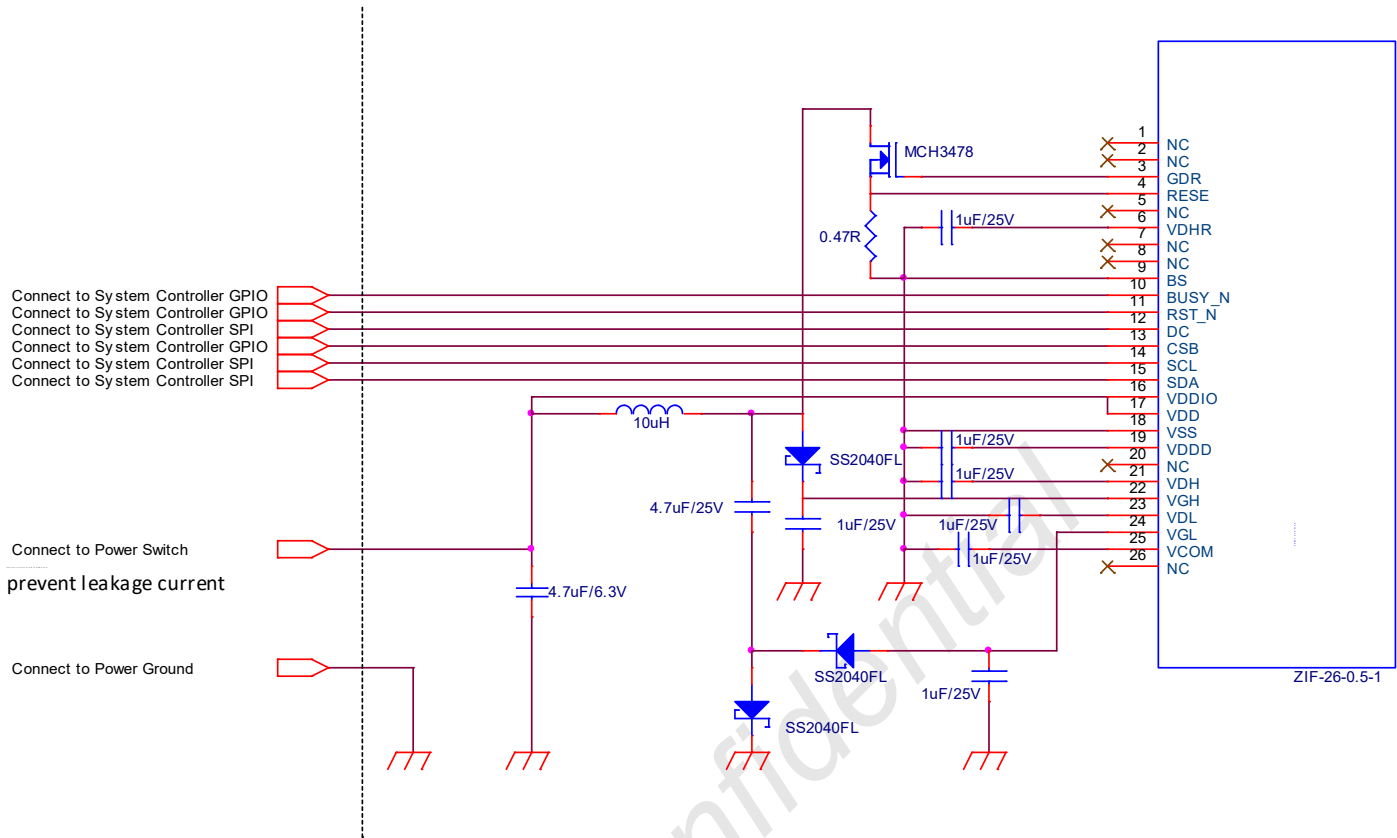 1
NC
2
NC
3
GDR
MCH3478
4
RESE
5
NC
6
VDHR
1uF/25V
0.47R
7
NC
8
NC
9
BS
10
BUSY_N
11
RST_N
12
DC
13
CSB
14
SCL
15
SDA
16
VDDIO
17
VDD
18
VSS
19
VDDD
20
NC
21
VDH
22
VGH
23
VDL
24
VGL
25
VCOM
26
NC
Connect to System Controller GPIO
Connect to System Controller GPIO
Connect to System Controller SPI
Connect to System Controller GPIO
Connect to System Controller SPI
Connect to System Controller SPI
10uH
1uF/25V
SS2040FL
1uF/25V
4.7uF/25V
1uF/25V
1uF/25V
1uF/25V
Connect to Power Switch
prevent leakage current
4.7uF/6.3V
Connect to Power Ground
SS2040FL
1uF/25V
SS2040FL
ZIF-26-0.5-1
nfidential